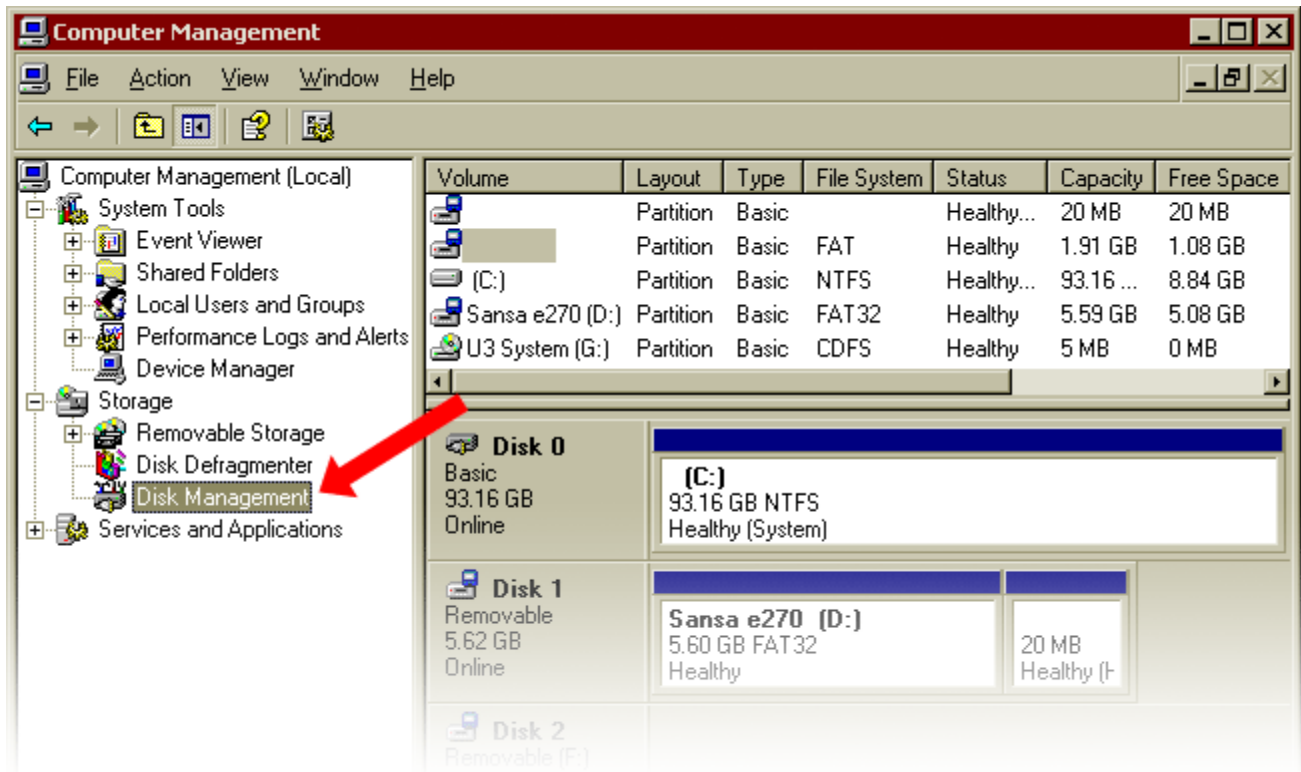 Computer Management
File Action View Window Help
Computer Management (Local)
System Tools
Event Viewer
Shared Folders
Local Users and Groups
Performance Logs and Alerts
Device Manager
Storage
Removable Storage
Disk Defragmenter
Disk Management
Services and Applications
Volume Layout Type File System Status Capacity Free Space
Partition Basic Healthy... 20 MB 20 MB
Partition Basic FAT Healthy 1.91 GB 1.08 GB
(C:) Partition Basic NTFS Healthy... 93.16 ... 8.84 GB
Sansa e270 (D:) Partition Basic FAT32 Healthy 5.59 GB 5.08 GB
U3 System (G:) Partition Basic CDFS Healthy 5 MB 0 MB
Disk 0
Basic
93.16 GB
Online
(C:)
93.16 GB NTFS
Healthy (System)
Disk 1
Removable
5.62 GB
Online
Sansa e270 (D:)
5.60 GB FAT32
Healthy
20 MB
Healthy (H
Disk 2
Removable (F:)